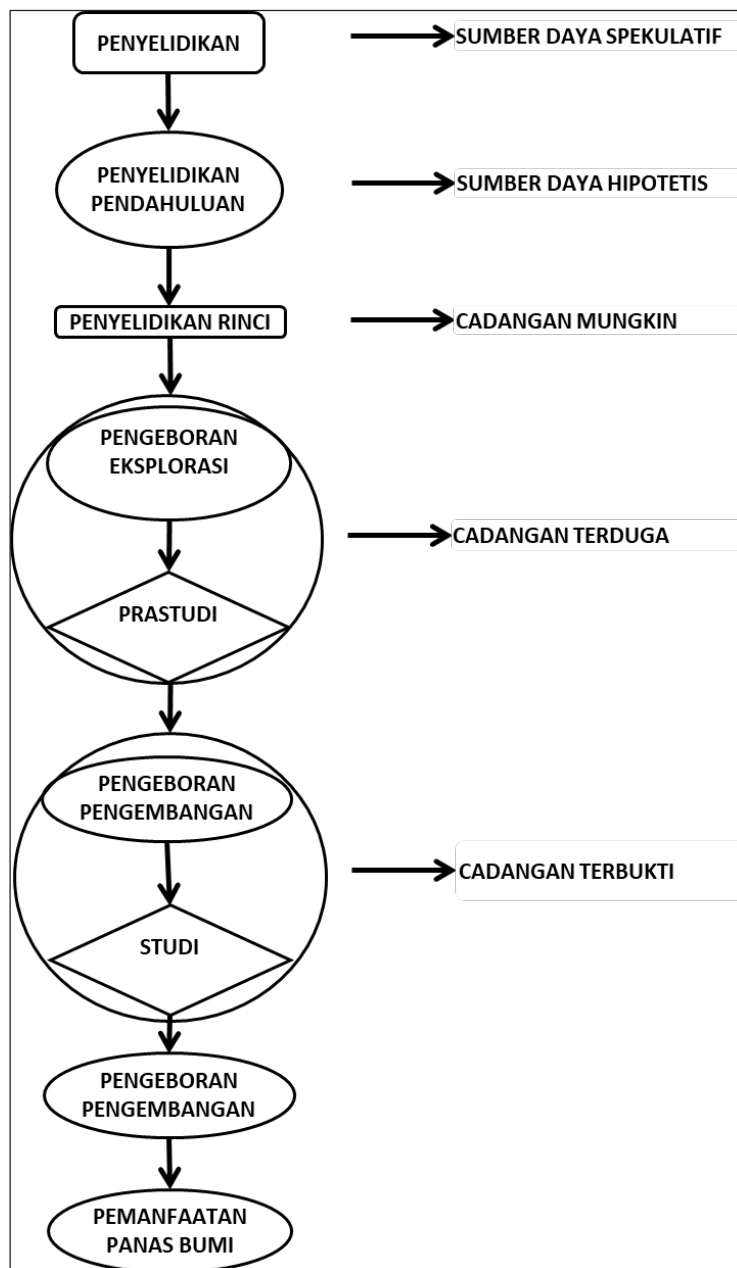 PENYELIDIKAN
SUMBER DAYA SPEKULATIF
PENYELIDIKAN
PENDAHULUAN
SUMBER DAYA HIPOTETIS
PENYELIDIKAN RINCI
CADANGAN MUNGKIN
PENGEBORAN
EKSPLORASI
CADANGAN TERDUGA
PRASTUDI
PENGEBORAN
PENGEMBANGAN
CADANGAN TERBUKTI
STUDI
PENGEBORAN
PENGEMBANGAN
PEMANFAATAN
PANAS BUMI